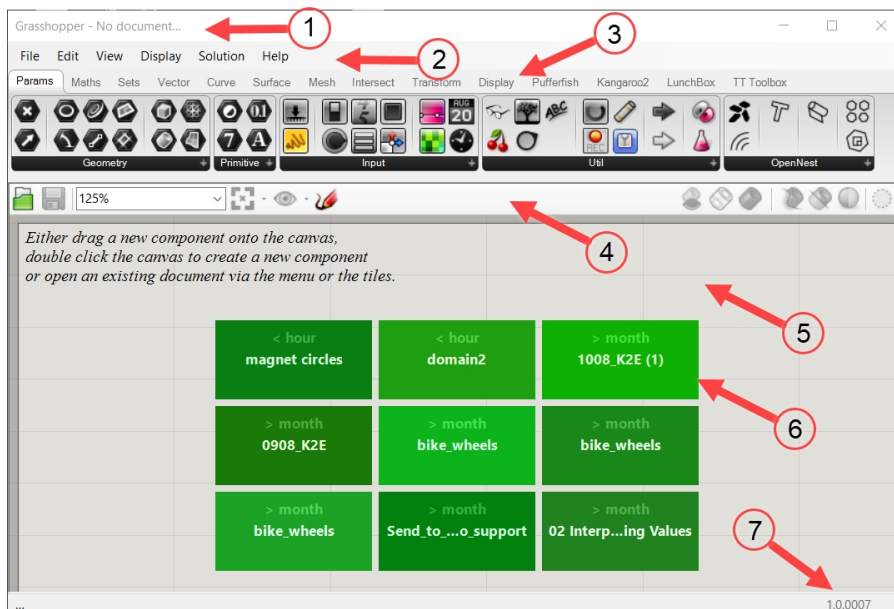 Grasshopper - No document...
1
File Edit View Display Solution Help
2
3
Params Maths Sets Vector Curve Surface Mesh Intersect Transform Display Pufferfish Kangaroo2 LunchBox TT Toolbox
0.1 AUG 20 ABC
7 A REC
Geometry Primitive Input Util OpenNest
125%
4
Either drag a new component onto the canvas,
double click the canvas to create a new component
or open an existing document via the menu or the tiles.
5
< hour < hour > month
magnet circles domain2 1008_K2E (1)
6
> month > month > month
0908_K2E bike_wheels bike_wheels
> month > month > month
bike_wheels Send_to_...o_support 02 Interp...ing Values
7
... 1.0.0007